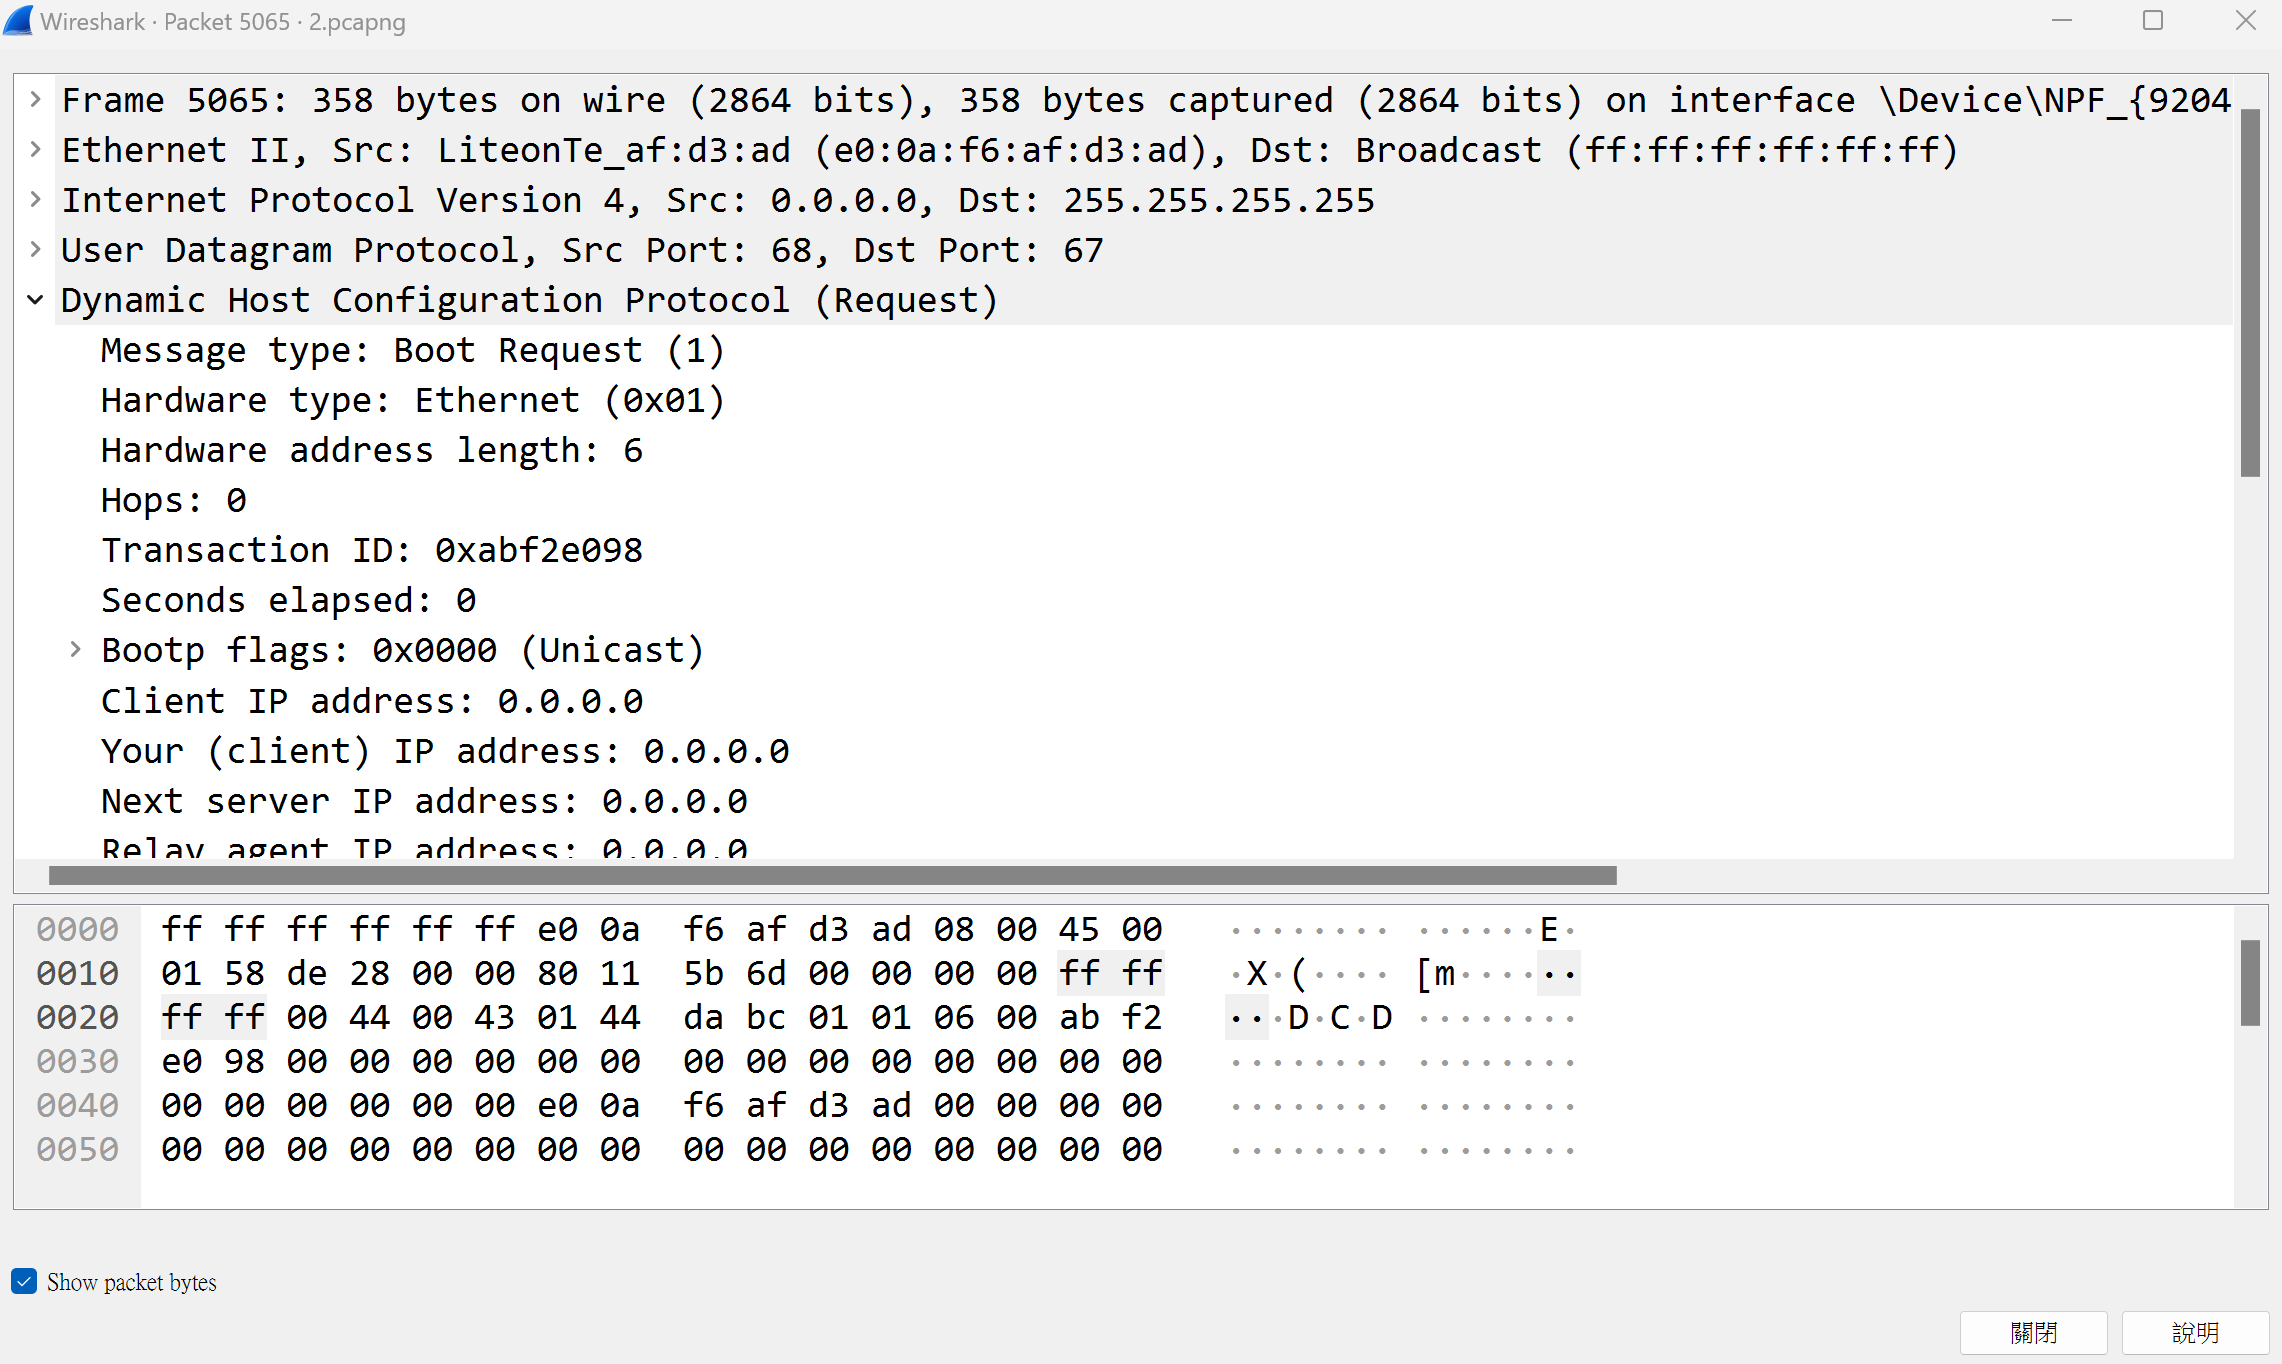 Wireshark · Packet 5065 · 2.pcapng
Frame 5065: 358 bytes on wire (2864 bits), 358 bytes captured (2864 bits) on interface \Device\NPF_{9204
Ethernet II, Src: LiteonTe_af:d3:ad (e0:0a:f6:af:d3:ad), Dst: Broadcast (ff:ff:ff:ff:ff:ff)
Internet Protocol Version 4, Src: 0.0.0.0, Dst: 255.255.255.255
User Datagram Protocol, Src Port: 68, Dst Port: 67
Dynamic Host Configuration Protocol (Request)
Message type: Boot Request (1)
Hardware type: Ethernet (0x01)
Hardware address length: 6
Hops: 0
Transaction ID: 0xabf2e098
Seconds elapsed: 0
Bootp flags: 0x0000 (Unicast)
Client IP address: 0.0.0.0
Your (client) IP address: 0.0.0.0
Next server IP address: 0.0.0.0
Relay agent IP address: 0.0.0.0
0000 ff ff ff ff ff ff e0 0a f6 af d3 ad 08 00 45 00 ········ ······E·
0010 01 58 de 28 00 00 80 11 5b 6d 00 00 00 00 ff ff ·X·(···· [m······
0020 ff ff 00 44 00 43 01 44 da bc 01 01 06 00 ab f2 ···D·C·D ········
0030 e0 98 00 00 00 00 00 00 00 00 00 00 00 00 00 00 ········ ········
0040 00 00 00 00 00 00 e0 0a f6 af d3 ad 00 00 00 00 ········ ········
0050 00 00 00 00 00 00 00 00 00 00 00 00 00 00 00 00 ········ ········
Show packet bytes
關閉 說明